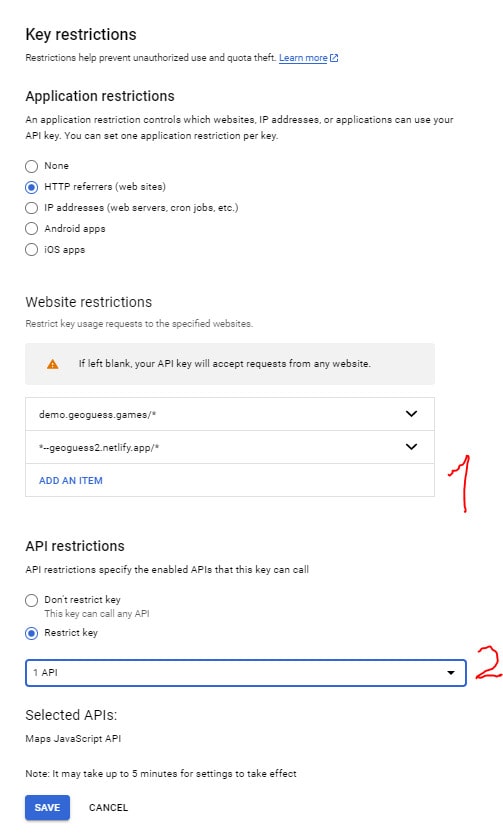 Key restrictions
Restrictions help prevent unauthorized use and quota theft. Learn more
Application restrictions
An application restriction controls which websites, IP addresses, or applications can use your
API key. You can set one application restriction per key.
None
HTTP referrers (web sites)
IP addresses (web servers, cron jobs, etc.)
Android apps
iOS apps
Website restrictions
Restrict key usage requests to the specified websites.
If left blank, your API key will accept requests from any website.
demo.geoguess.games/*
*--geoguess2.netlify.app/*
ADD AN ITEM
1
API restrictions
API restrictions specify the enabled APIs that this key can call
Don't restrict key
This key can call any API
Restrict key
1 API
2
Selected APIs:
Maps JavaScript API
Note: It may take up to 5 minutes for settings to take effect
SAVE CANCEL